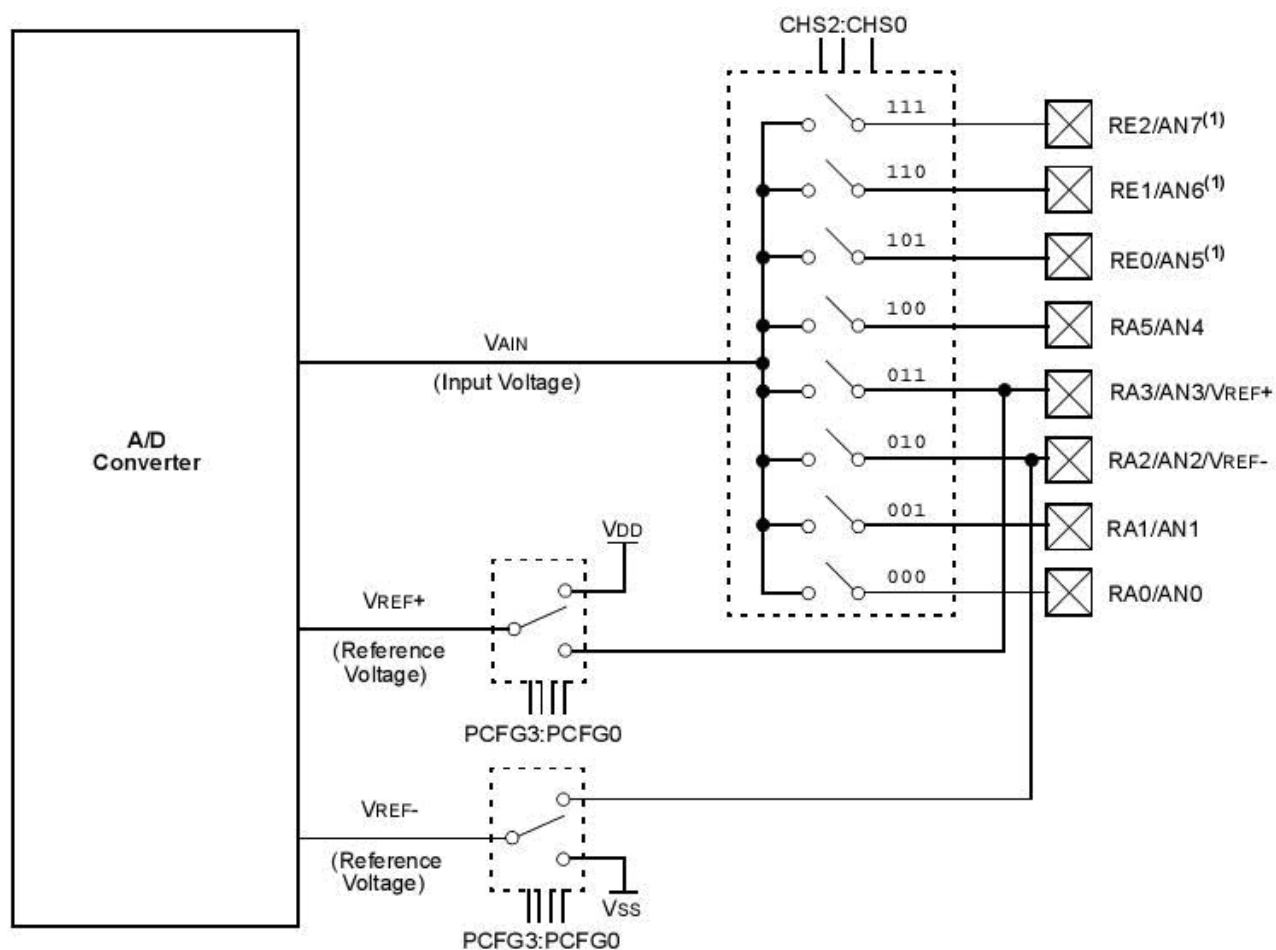 CHS2:CHS0
111
RE2/AN7(1)
110
RE1/AN6(1)
101
RE0/AN5(1)
100
RA5/AN4
VAIN
(Input Voltage)
011
RA3/AN3/VREF+
A/D
Converter
010
RA2/AN2/VREF-
001
RA1/AN1
VDD
000
RA0/AN0
VREF+
(Reference
Voltage)
PCFG3:PCFG0
VREF-
(Reference
Voltage)
VSS
PCFG3:PCFG0